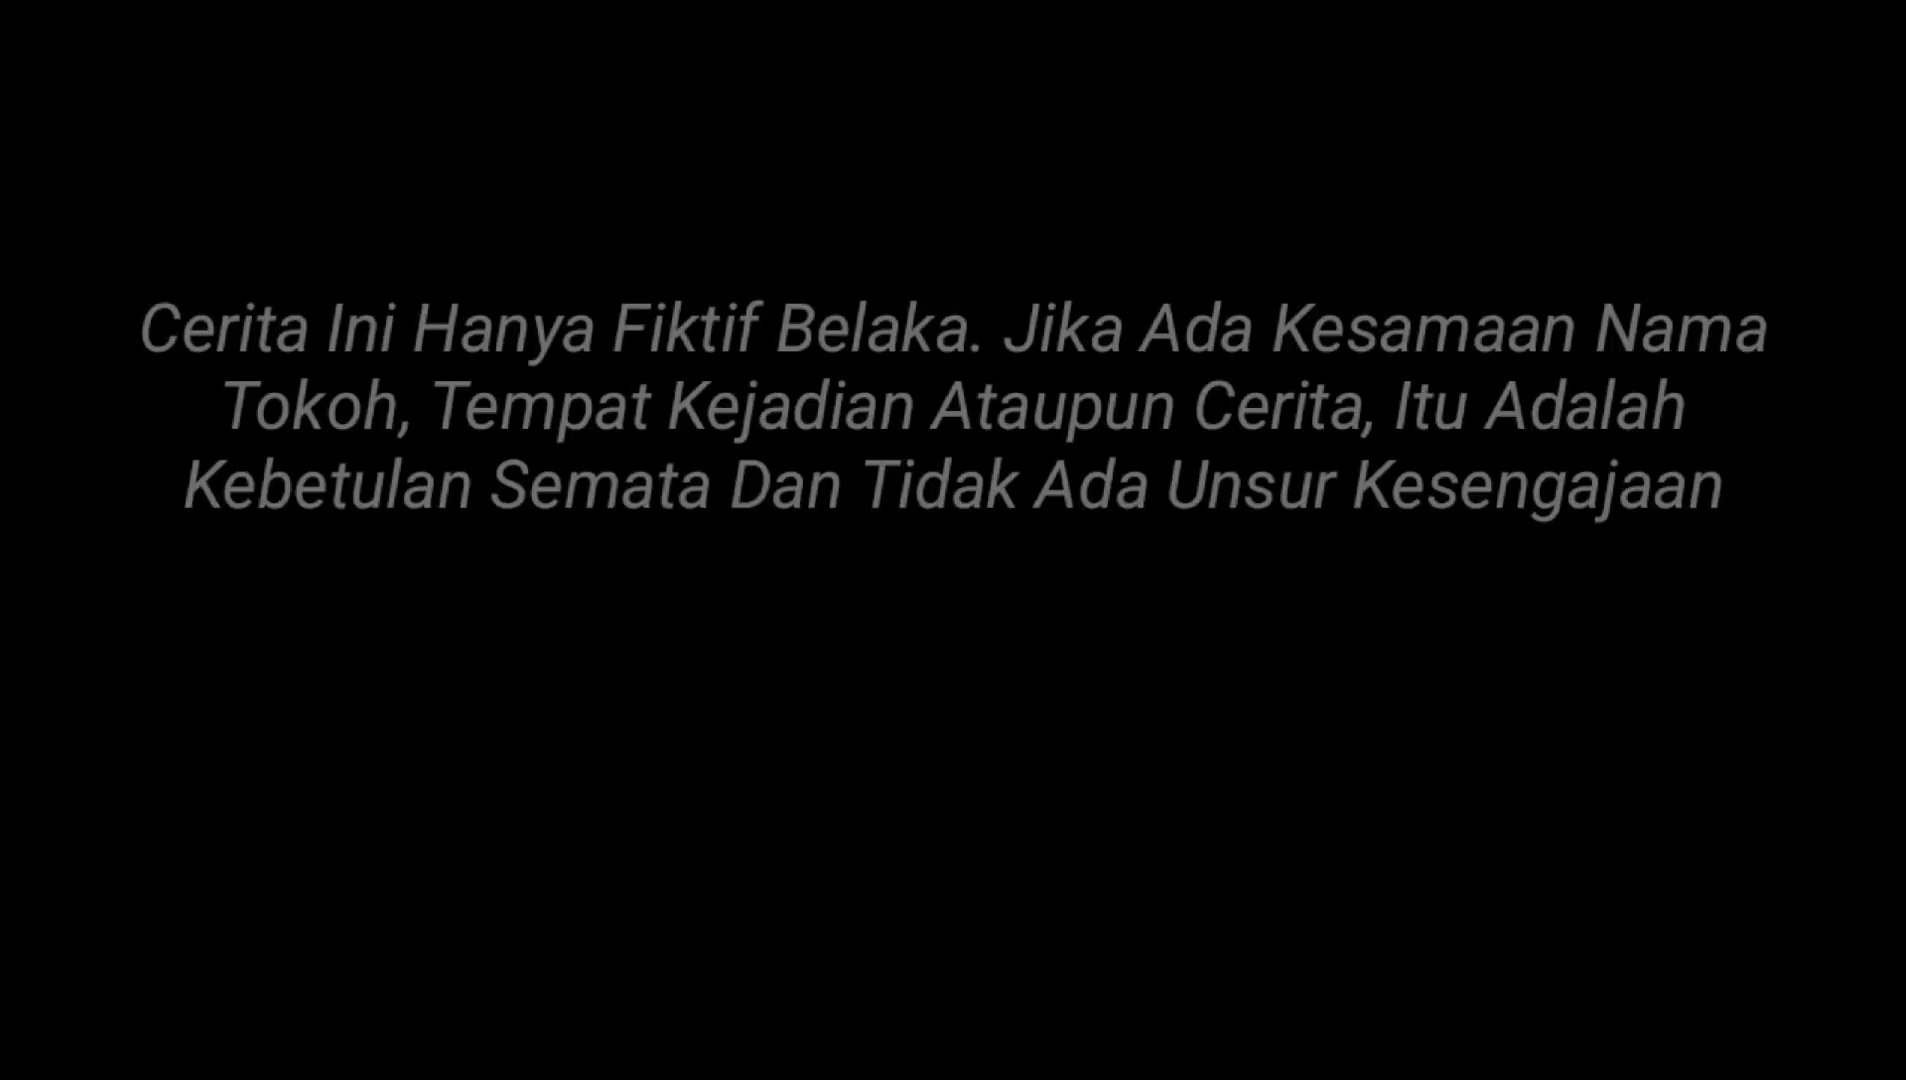 Cerita Ini Hanya Fiktif Belaka. Jika Ada Kesamaan Nama
Tokoh, Tempat Kejadian Ataupun Cerita, Itu Adalah
Kebetulan Semata Dan Tidak Ada Unsur Kesengajaan